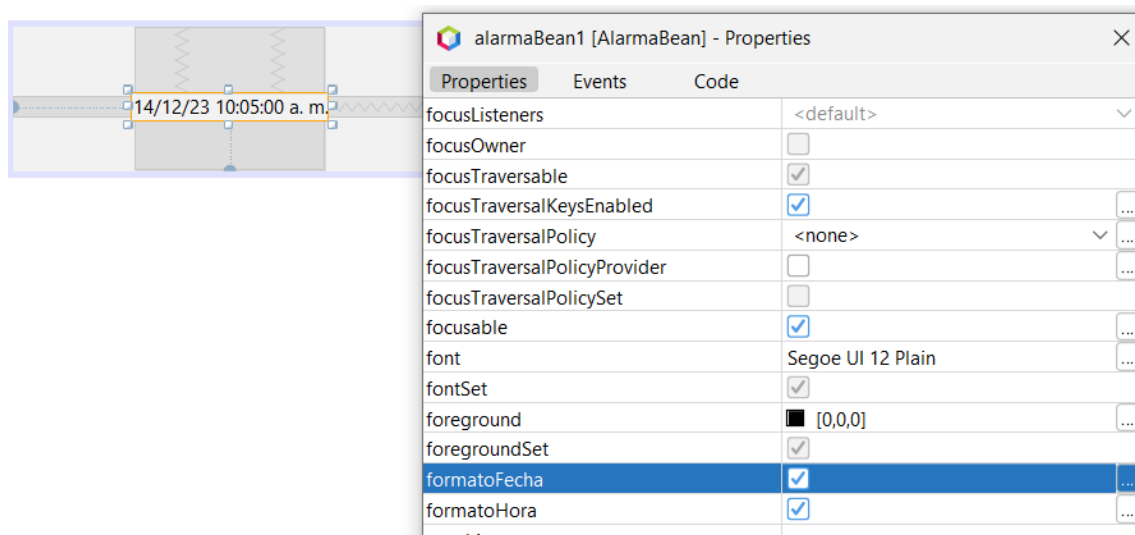 alarmaBean1 [AlarmaBean] - Properties
Properties Events Code
14/12/23 10:05:00 a. m.
focusListeners <default>
focusOwner
focusTraversable
focusTraversalKeysEnabled ...
focusTraversalPolicy <none> ...
focusTraversalPolicyProvider ...
focusTraversalPolicySet
focusable ...
font Segoe UI 12 Plain ...
fontSet
foreground [0,0,0] ...
foregroundSet
formatoFecha ...
formatoHora ...